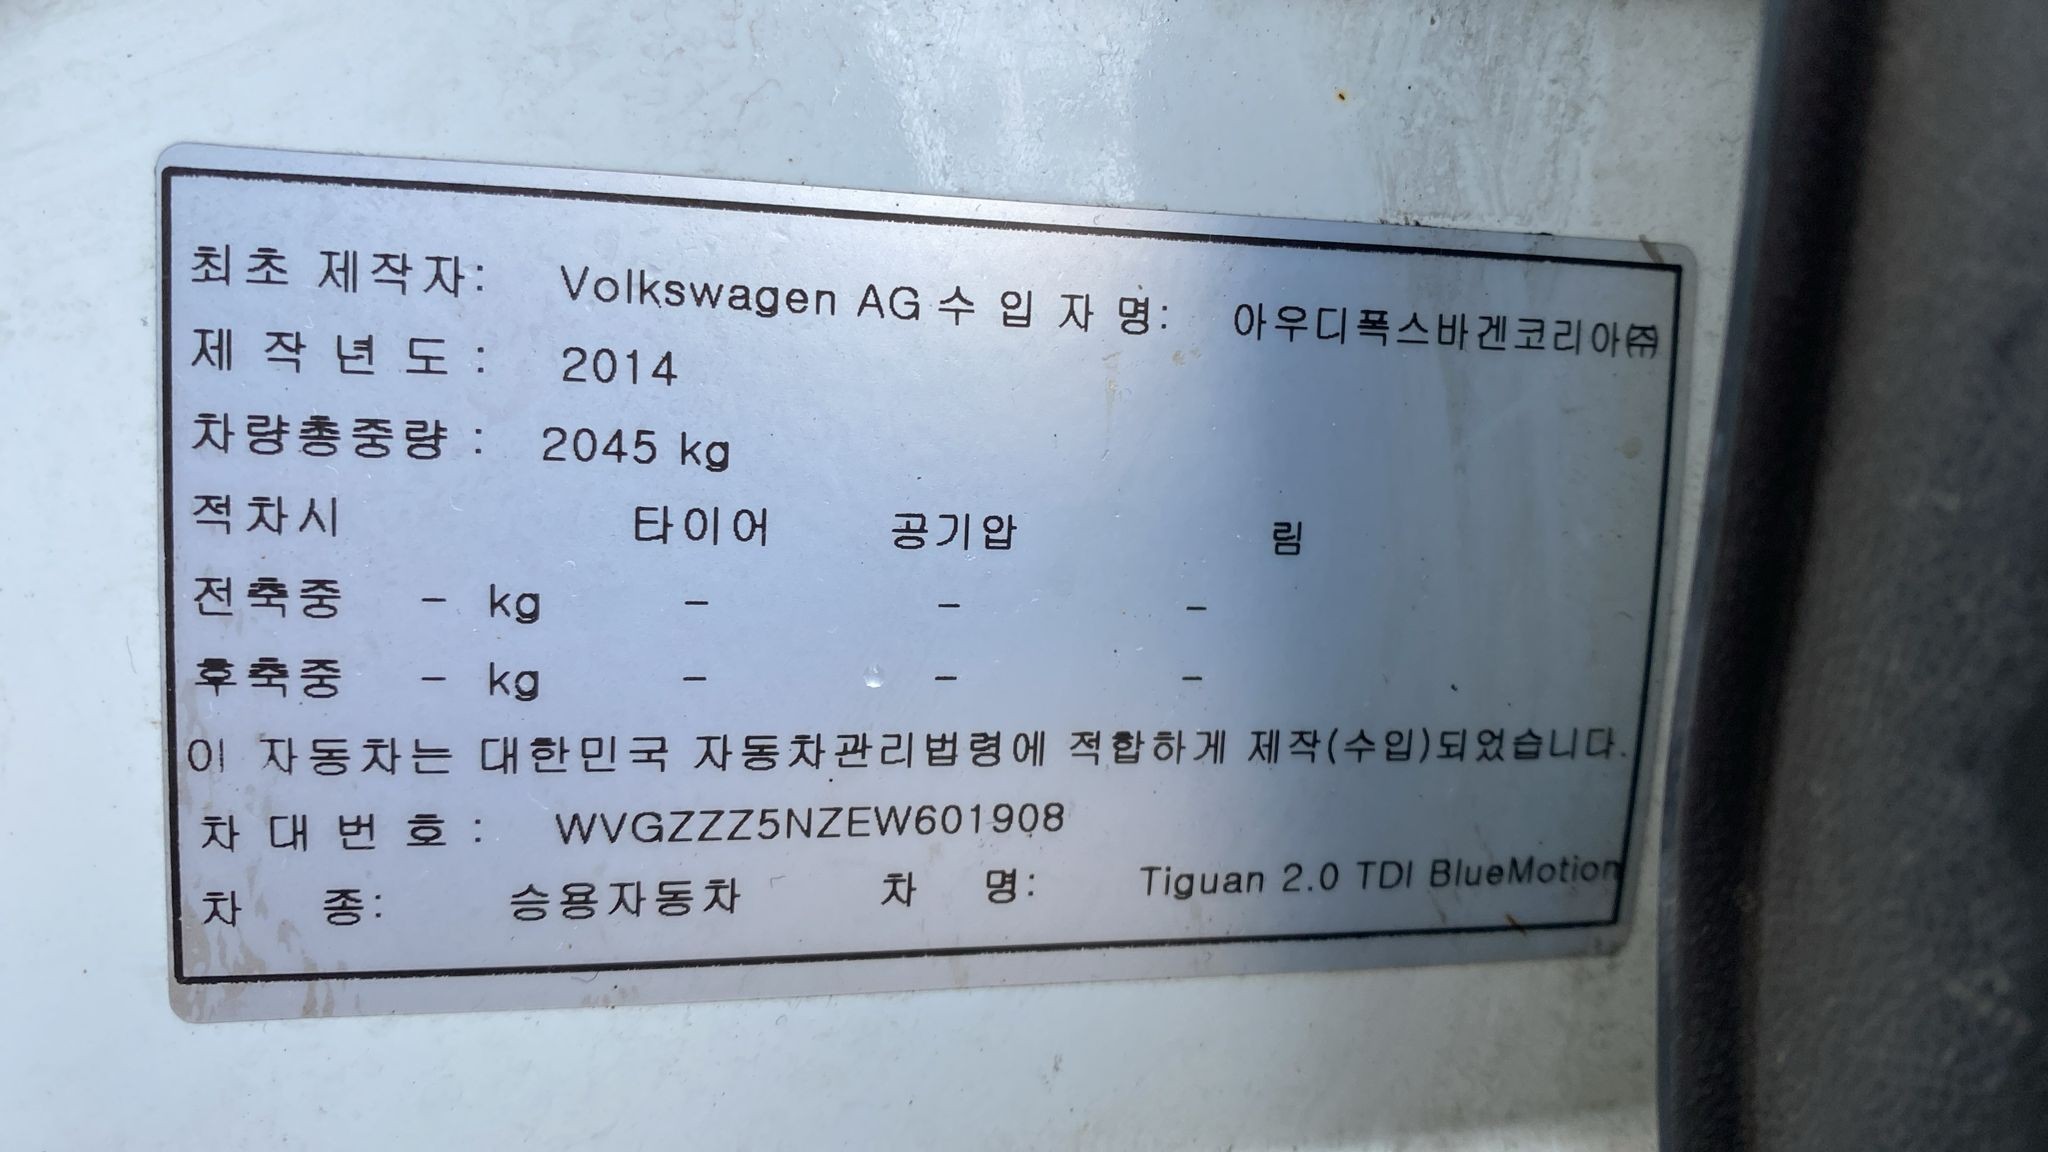 최초 제작자: Volkswagen AG 수 입 자 명: 아우디폭스바겐코리아㈜
제 작 년 도 : 2014
차량총중량 : 2045 kg
적차시 타이어 공기압 림
전축중 - kg - - -
후축중 - kg - - -
이 자동차는 대한민국 자동차관리법령에 적합하게 제작(수입)되었습니다.
차 대 번 호 : WVGZZZ5NZEW601908
차 종: 승용자동차 차 명: Tiguan 2.0 TDI BlueMotion